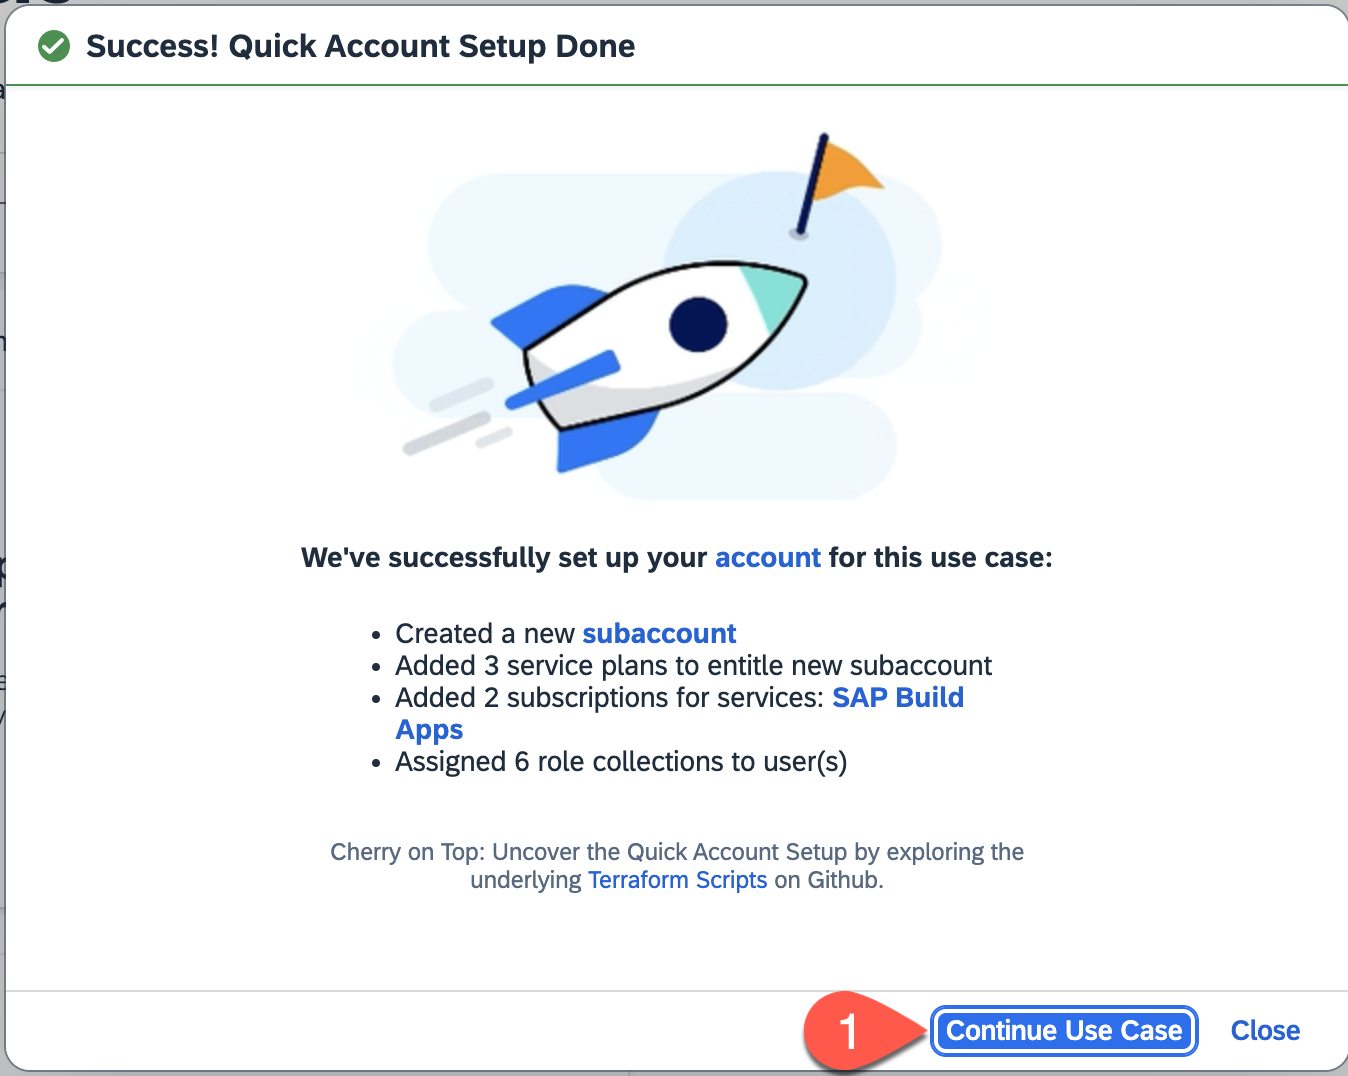 Success! Quick Account Setup Done
We've successfully set up your account for this use case:
• Created a new subaccount
• Added 3 service plans to entitle new subaccount
• Added 2 subscriptions for services: SAP Build
Apps
• Assigned 6 role collections to user(s)
Cherry on Top: Uncover the Quick Account Setup by exploring the
underlying Terraform Scripts on Github.
1
Continue Use Case
Close